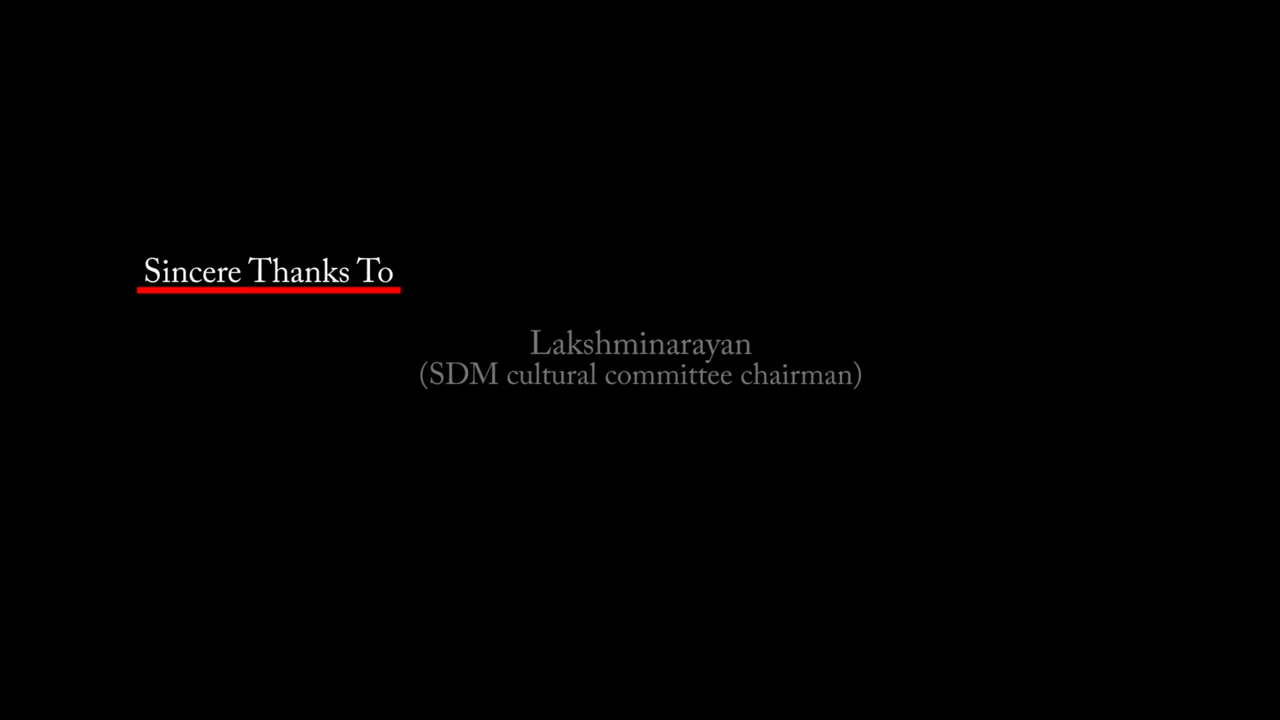 Sincere Thanks To
Lakshminarayan
(SDM cultural committee chairman)